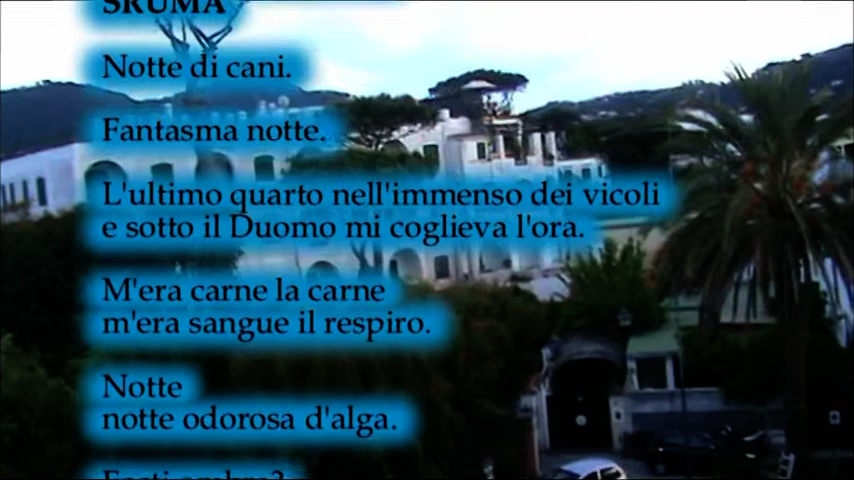 SKUMA
Notte di cani.
Fantasma notte.
L'ultimo quarto nell'immenso dei vicoli
e sotto il Duomo mi coglieva l'ora.
M'era carne la carne
m'era sangue il respiro.
Notte
notte odorosa d'alga.